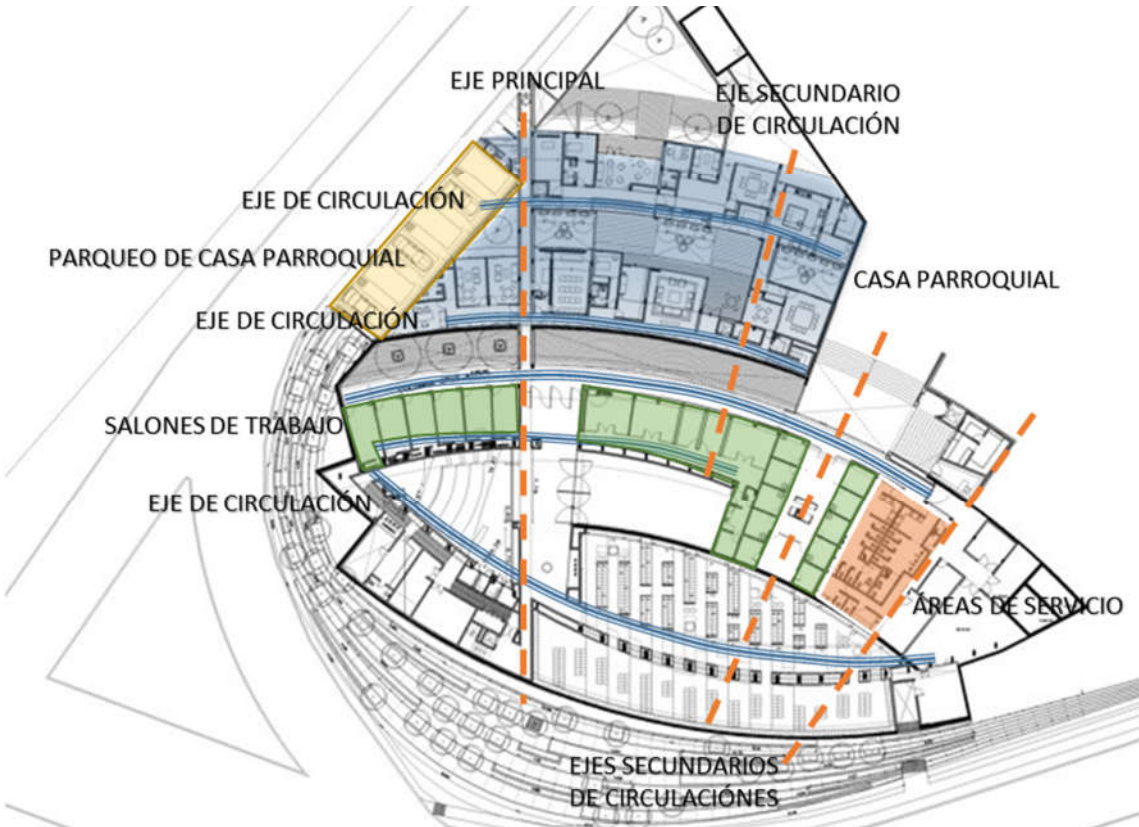 EJE PRINCIPAL
EJE SECUNDARIO
DE CIRCULACIÓN
EJE DE CIRCULACIÓN
PARQUEO DE CASA PARROQUIAL
CASA PARROQUIAL
EJE DE CIRCULACIÓN
SALONES DE TRABAJO
EJE DE CIRCULACIÓN
ÁREAS DE SERVICIO
EJES SECUNDARIOS
DE CIRCULACIÓNES